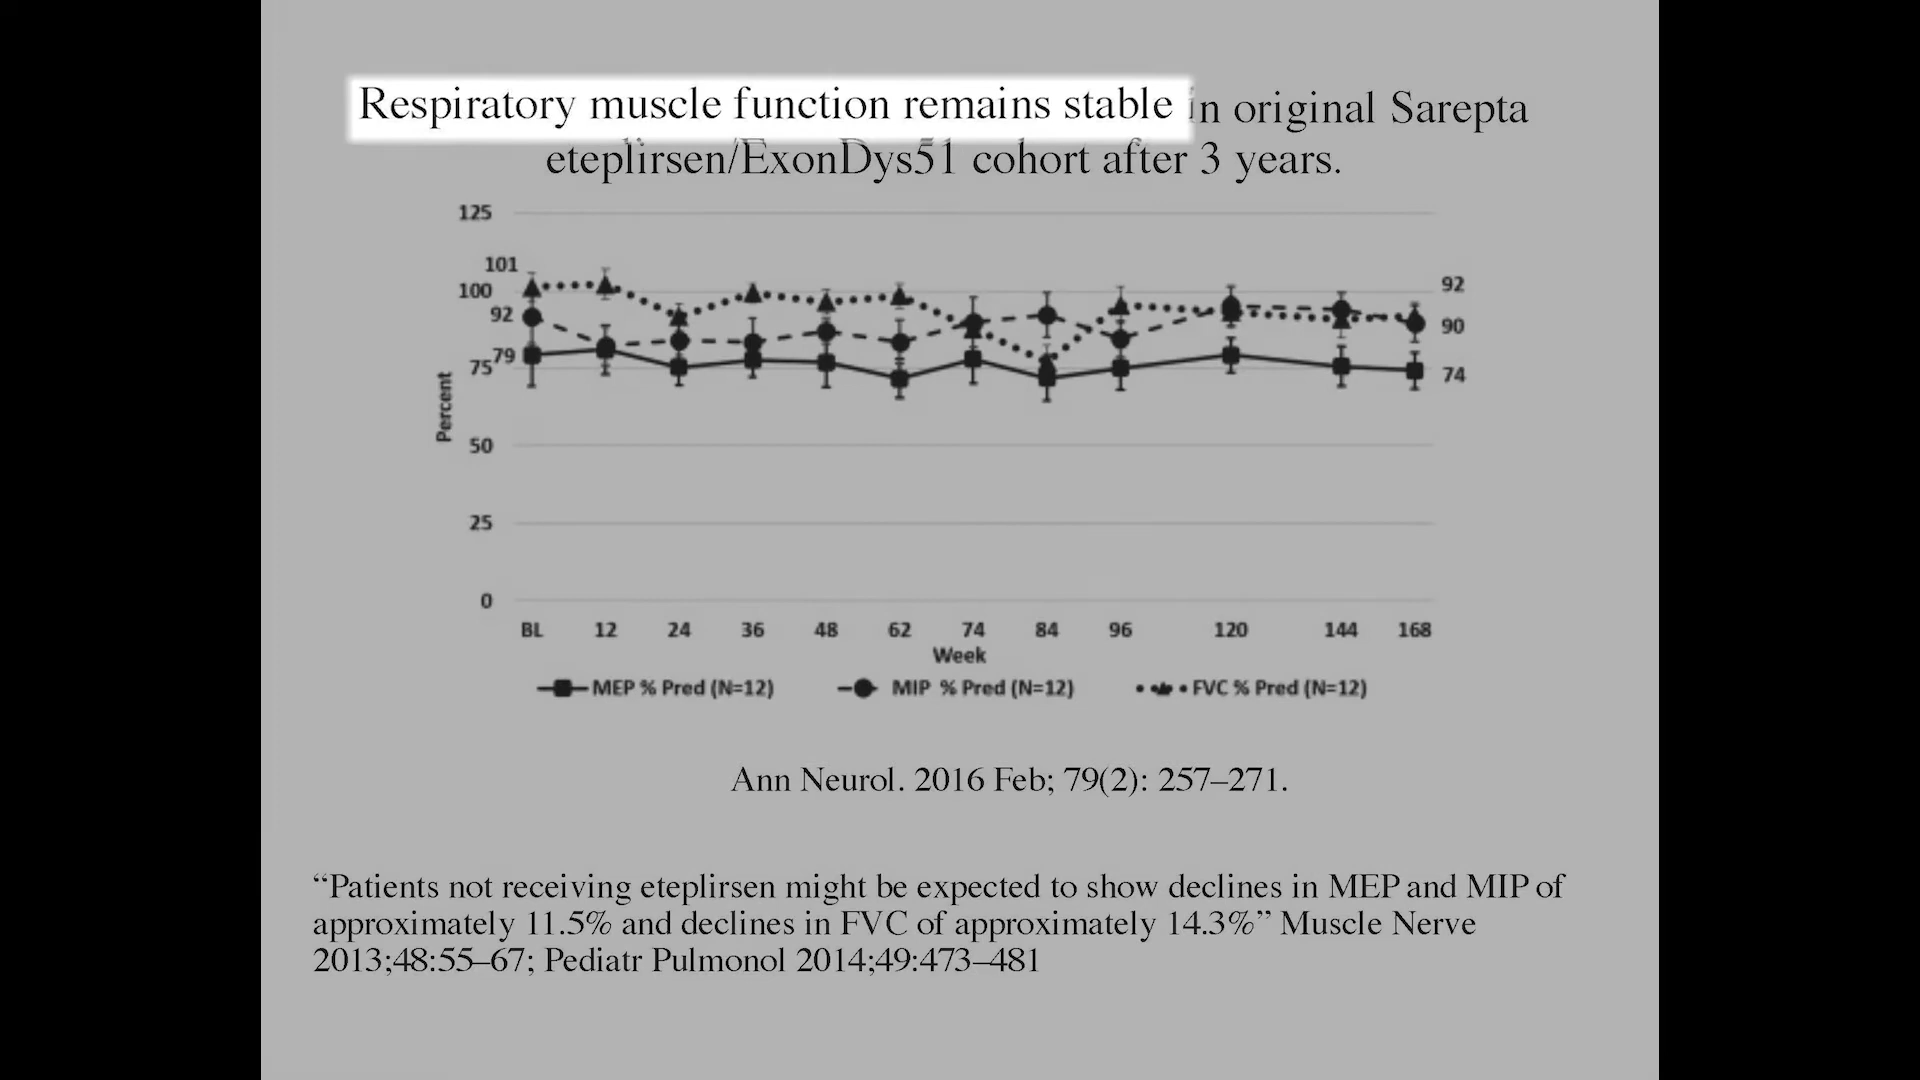 Respiratory muscle function remains stable in original Sarepta
eteplirsen/ExonDys51 cohort after 3 years.
125
101
100
92
79
75
50
25
0
Percent
92
90
74
BL 12 24 36 48 62 74 84 96 120 144 168
Week
MEP % Pred (N=12) MIP % Pred (N=12) FVC % Pred (N=12)
Ann Neurol. 2016 Feb; 79(2): 257–271.
“Patients not receiving eteplirsen might be expected to show declines in MEP and MIP of
approximately 11.5% and declines in FVC of approximately 14.3%” Muscle Nerve
2013;48:55–67; Pediatr Pulmonol 2014;49:473–481